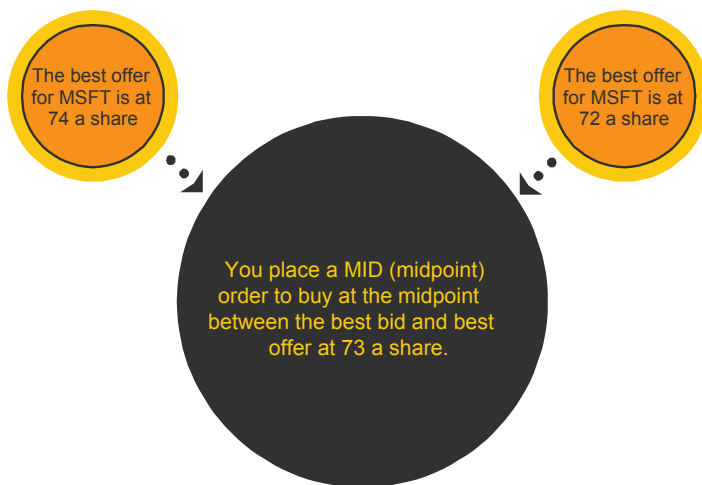 The best offer
for MSFT is at
74 a share
The best offer
for MSFT is at
72 a share
You place a MID (midpoint)
order to buy at the midpoint
between the best bid and best
offer at 73 a share.